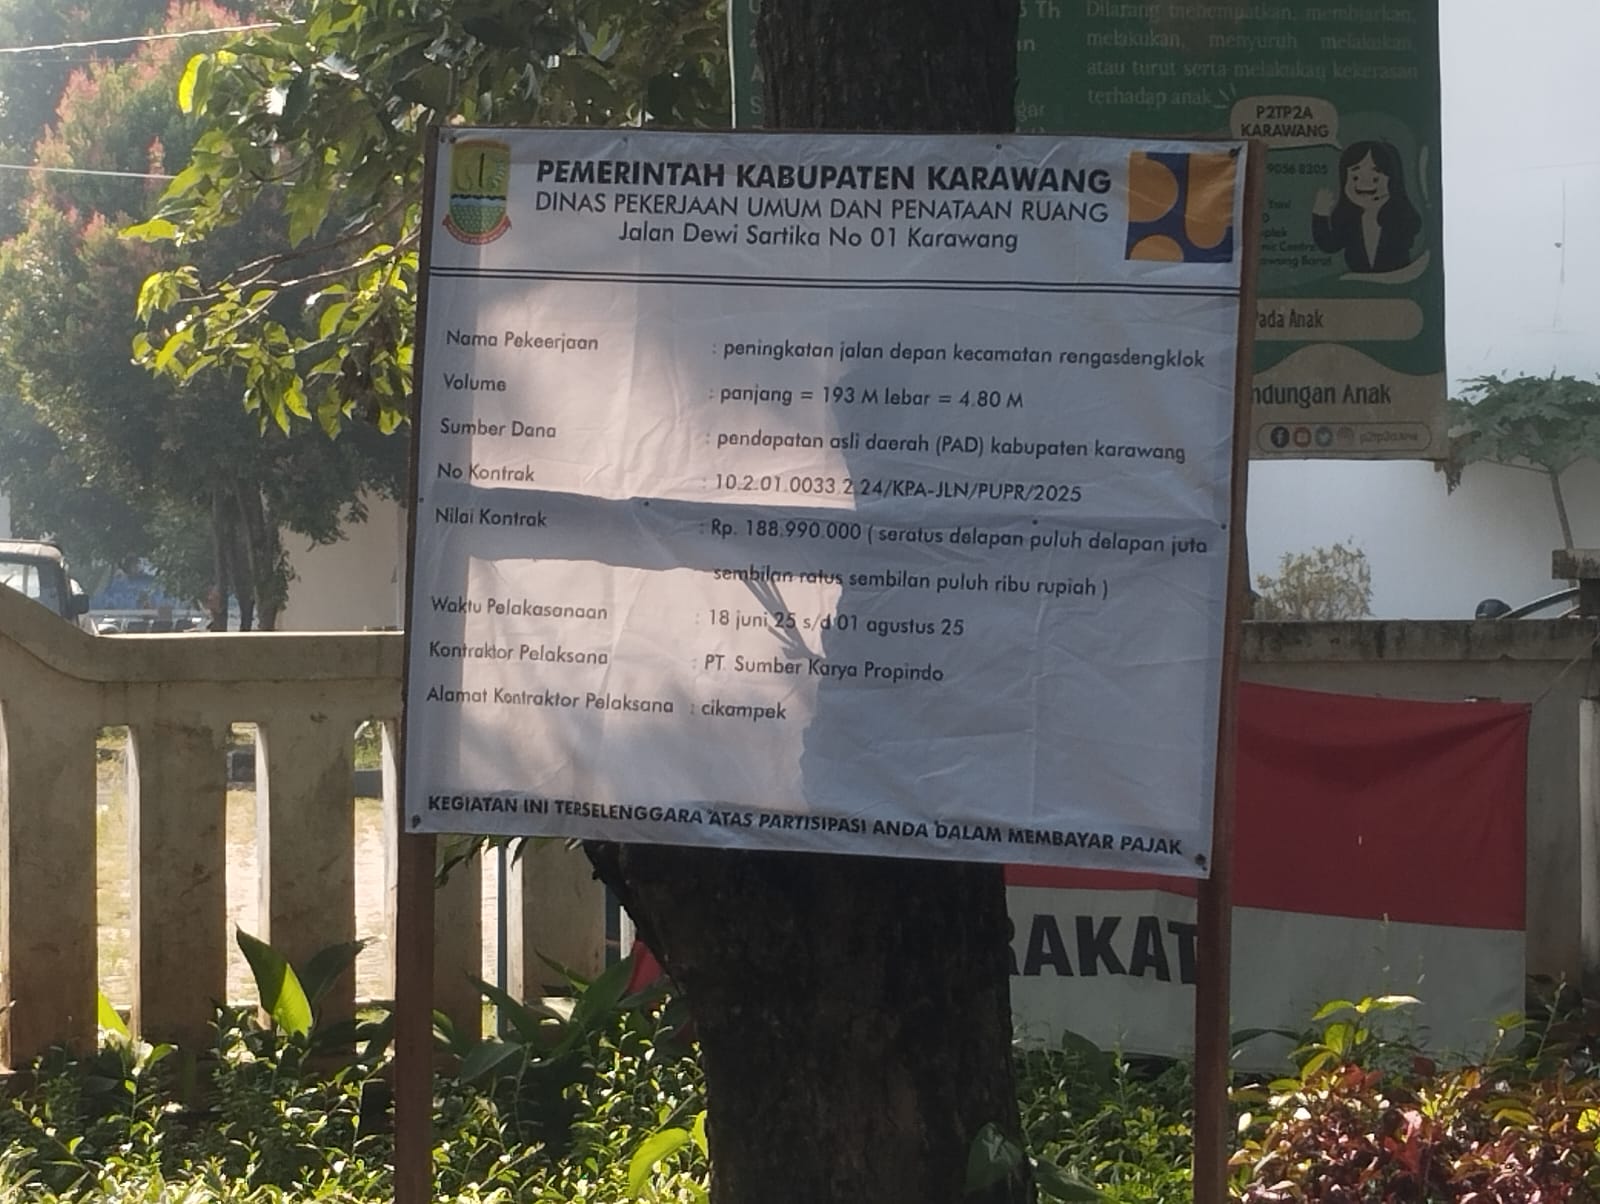 PEMERINTAH KABUPATEN KARAWANG
DINAS PEKERJAAN UMUM DAN PENATAAN RUANG
Jalan Dewi Sartika No 01 Karawang
Nama Pekeerjaan : peningkatan jalan depan kecamatan rengasdengklok
Volume : panjang = 193 M lebar = 4.80 M
Sumber Dana : pendapatan asli daerah (PAD) kabupaten karawang
No Kontrak : 10.2.01.0033.2.24/KPA-JLN/PUPR/2025
Nilai Kontrak : Rp. 188.990.000 ( seratus delapan puluh delapan juta
sembilan ratus sembilan puluh ribu rupiah )
Waktu Pelakasanaan : 18 juni 25 s/d 01 agustus 25
Kontraktor Pelaksana : PT. Sumber Karya Propindo
Alamat Kontraktor Pelaksana : cikampek
KEGIATAN INI TERSELENGGARA ATAS PARTISIPASI ANDA DALAM MEMBAYAR PAJAK
Th
Dilarang menempatkan, membiarkan,
melakukan, menyuruh melakukan,
atau turut serta melakukan kekerasan
terhadap anak
P2TP2A
KARAWANG
9056 8205
Pada Anak
ndungan Anak
RAKAT